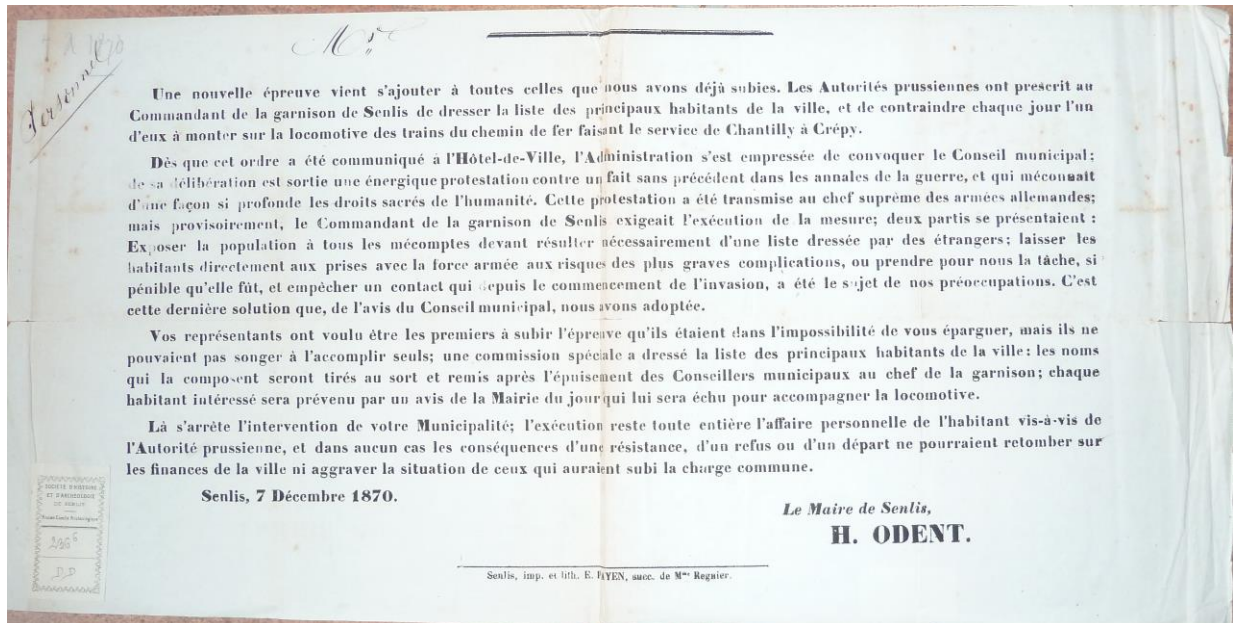 Personnel
Mr
Une nouvelle épreuve vient s'ajouter à toutes celles que nous avons déjà subies. Les Autorités prussiennes ont prescrit au
Commandant de la garnison de Senlis de dresser la liste des principaux habitants de la ville, et de contraindre chaque jour l'un
d'eux à monter sur la locomotive des trains du chemin de fer faisant le service de Chantilly à Crépy.
Dès que cet ordre a été communiqué à l'Hôtel-de-Ville, l'Administration s'est empressée de convoquer le Conseil municipal;
de sa délibération est sortie une énergique protestation contre un fait sans précédent dans les annales de la guerre, et qui méconnaît
d'une façon si profonde les droits sacrés de l'humanité. Cette protestation a été transmise au chef suprême des armées allemandes;
mais provisoirement, le Commandant de la garnison de Senlis exigeait l'exécution de la mesure; deux partis se présentaient :
Exposer la population à tous les mécomptes devant résulter nécessairement d'une liste dressée par des étrangers; laisser les
habitants directement aux prises avec la force armée aux risques des plus graves complications, ou prendre pour nous la tâche, si
pénible qu'elle fût, et empêcher un contact qui depuis le commencement de l'invasion, a été le sujet de nos préoccupations. C'est
cette dernière solution que, de l'avis du Conseil municipal, nous avons adoptée.
Vos représentants ont voulu être les premiers à subir l'épreuve qu'ils étaient dans l'impossibilité de vous épargner, mais ils ne
pouvaient pas songer à l'accomplir seuls; une commission spéciale a dressé la liste des principaux habitants de la ville: les noms
qui la composent seront tirés au sort et remis après l'épuisement des Conseillers municipaux au chef de la garnison; chaque
habitant intéressé sera prévenu par un avis de la Mairie du jour qui lui sera échu pour accompagner la locomotive.
Là s'arrête l'intervention de votre Municipalité; l'exécution reste toute entière l'affaire personnelle de l'habitant vis-à-vis de
l'Autorité prussienne, et dans aucun cas les conséquences d'une résistance, d'un refus ou d'un départ ne pourraient retomber sur
les finances de la ville ni aggraver la situation de ceux qui auraient subi la charge commune.
Senlis, 7 Décembre 1870.
Le Maire de Senlis,
H. ODENT.
SOCIÉTÉ D'HISTOIRE
ET D'ARCHÉOLOGIE
DE SENLIS
DD
Senlis, imp. et lith. E. PAYEN, succ. de Mme Regnier.